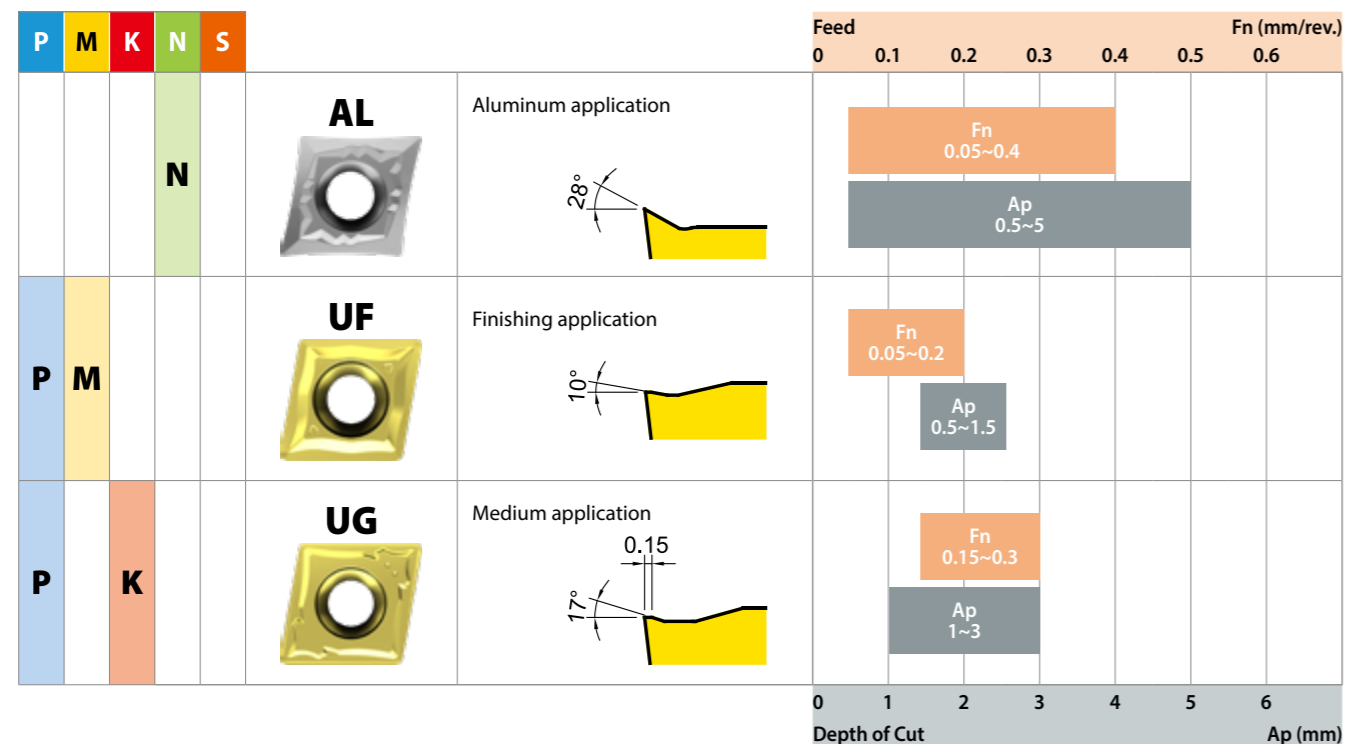 P M K N S
Feed Fn (mm/rev.)
0 0.1 0.2 0.3 0.4 0.5 0.6
N
AL
Aluminum application
28°
Fn
0.05~0.4
Ap
0.5~5
P M
UF
Finishing application
10°
Fn
0.05~0.2
Ap
0.5~1.5
P K
UG
Medium application
0.15
17°
Fn
0.15~0.3
Ap
1~3
0 1 2 3 4 5 6
Depth of Cut Ap (mm)